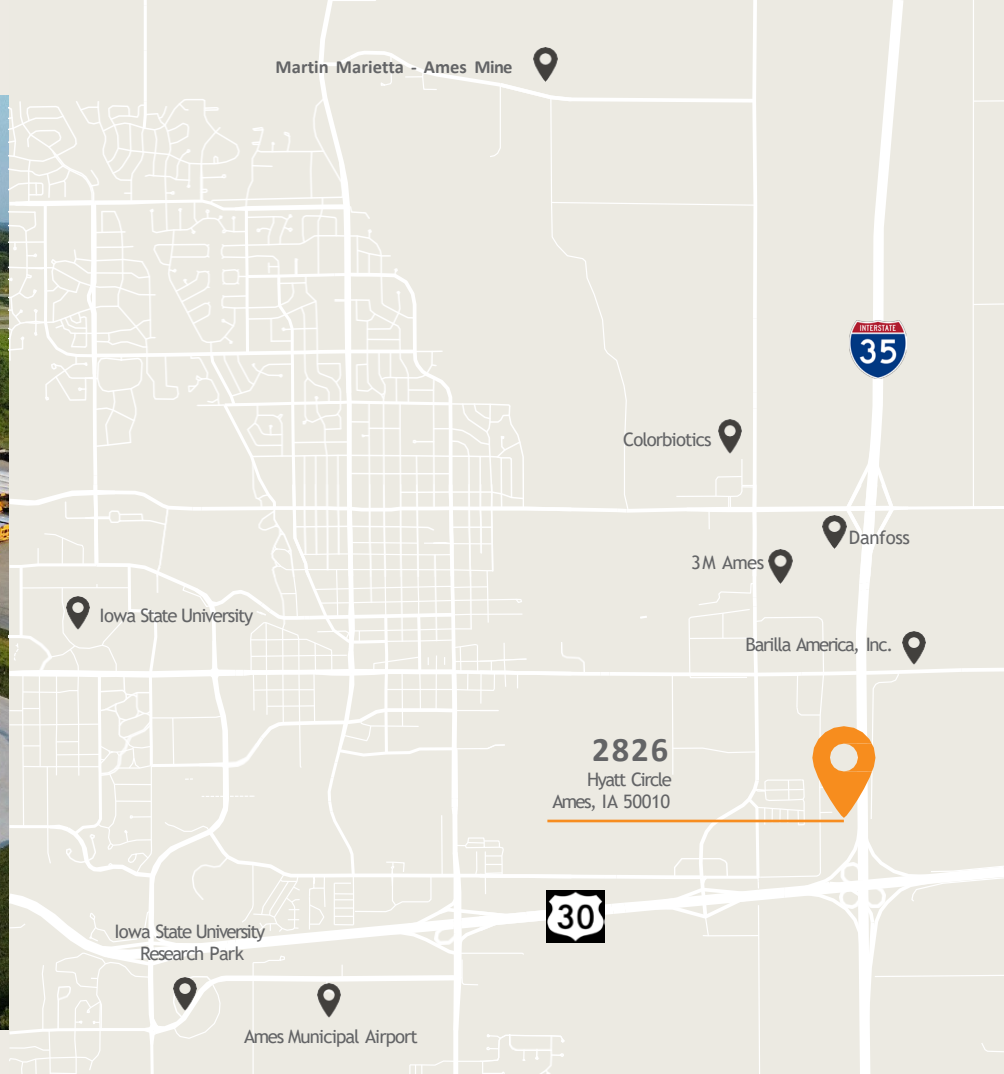 Martin Marietta - Ames Mine
INTERSTATE
35
Colorbiotics
Danfoss
3M Ames
Iowa State University
Barilla America, Inc.
2826
Hyatt Circle
Ames, IA 50010
30
Iowa State University
Research Park
Ames Municipal Airport